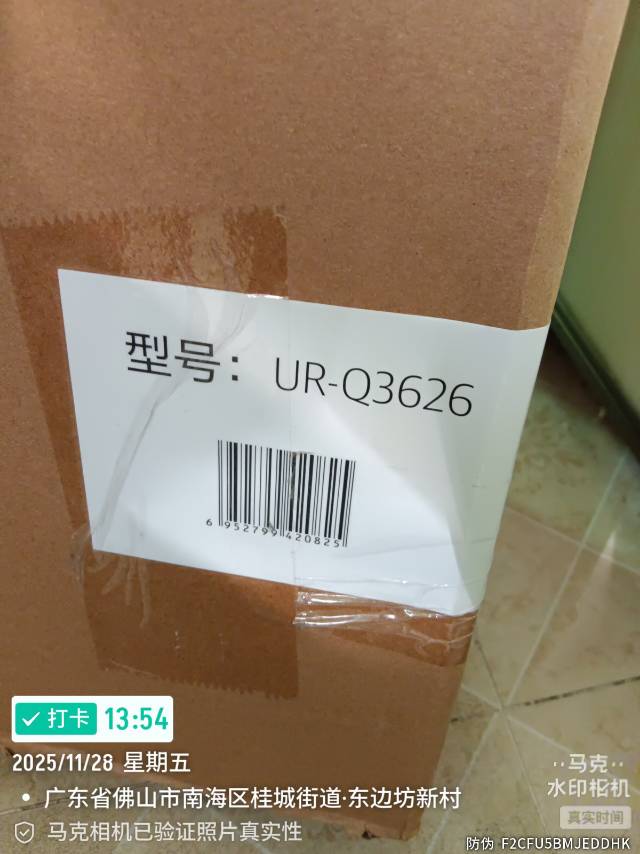 型号: UR-Q3626
6 952799 420825
打卡 13:54
2025/11/28 星期五
广东省佛山市南海区桂城街道·东边坊新村
马克相机已验证照片真实性
马克
水印相机
真实时间
防伪 F2CFU5BMJEDDHK